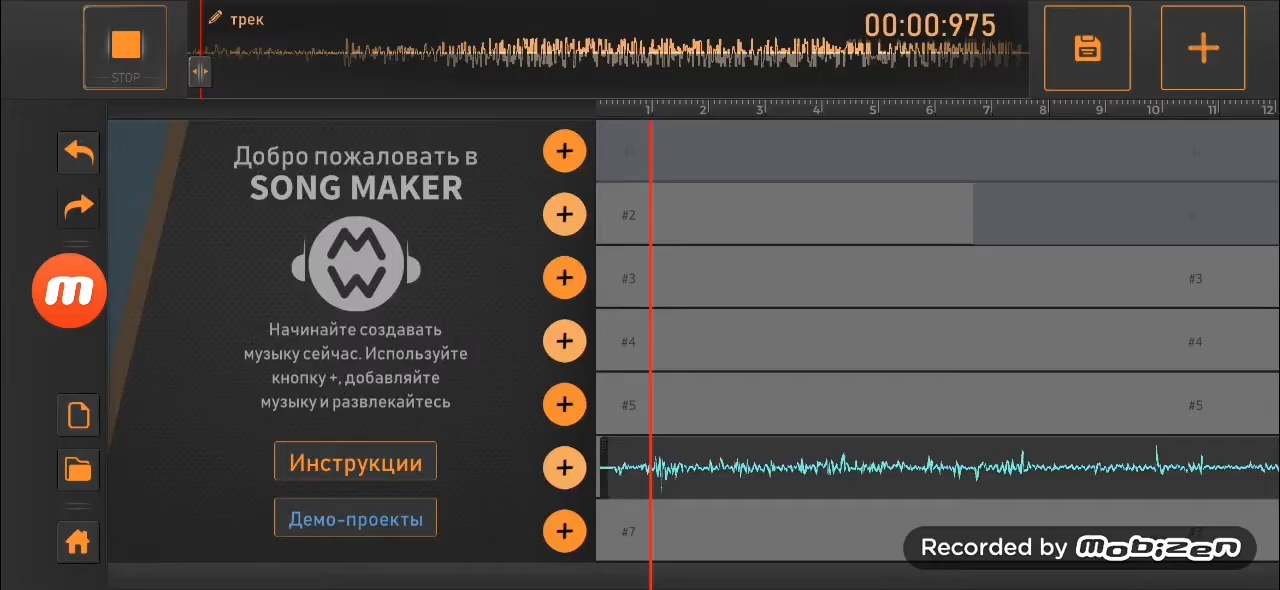 трек
00:00:975
STOP
1 2 3 4 5 6 7 8 9 10 11 12
Добро пожаловать в
SONG MAKER
Начинайте создавать
музыку сейчас. Используйте
кнопку +, добавляйте
музыку и развлекайтесь
Инструкции
Демо-проекты
#2
#3 #3
#4 #4
#5 #5
#7
m
Recorded by mobizen